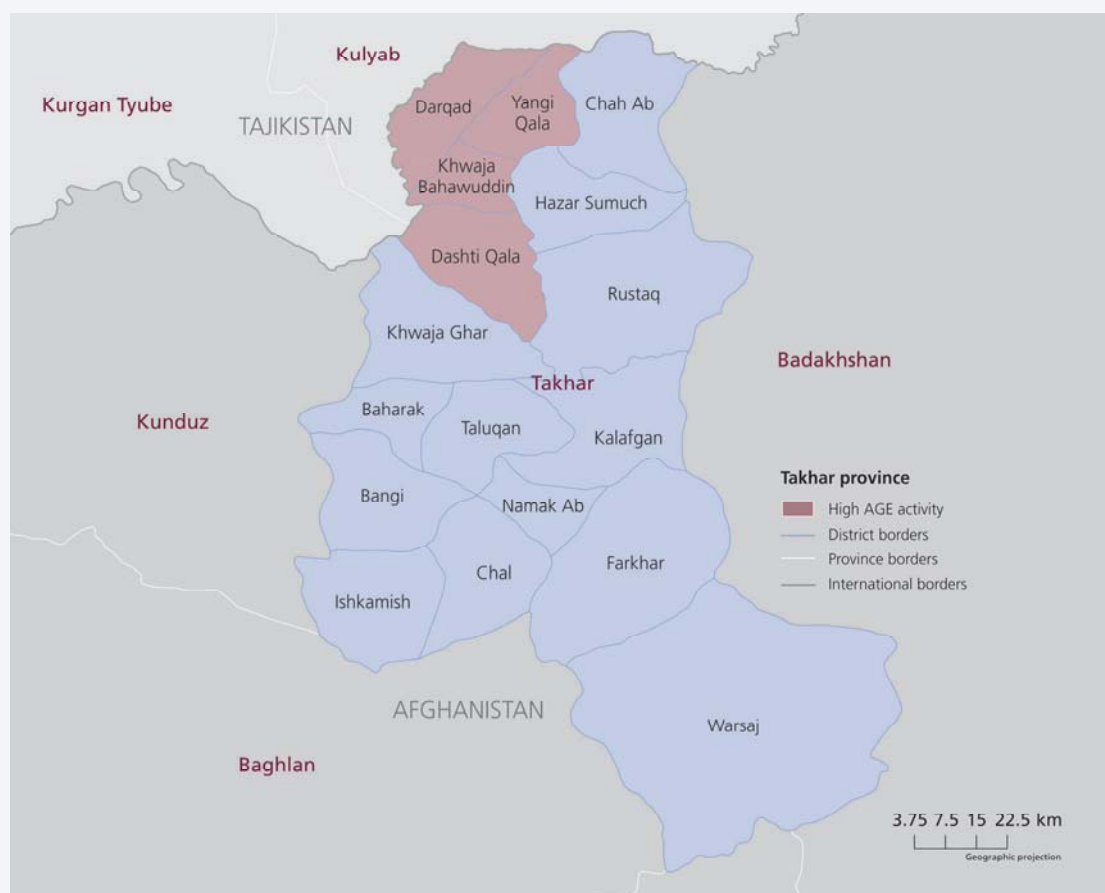 Kulyab
Kurgan Tyube
TAJIKISTAN
Darqad
Yangi
Qala
Chah Ab
Khwaja
Bahawuddin
Hazar Sumuch
Dashti Qala
Rustaq
Khwaja Ghar
Takhar
Badakhshan
Kunduz
Baharak
Taluqan
Kalafgan
Bangi
Namak Ab
Chal
Farkhar
Ishkamish
AFGHANISTAN
Warsaj
Baghlan
Takhar province
High AGE activity
District borders
Province borders
International borders
3.75 7.5 15 22.5 km
Geographic projection